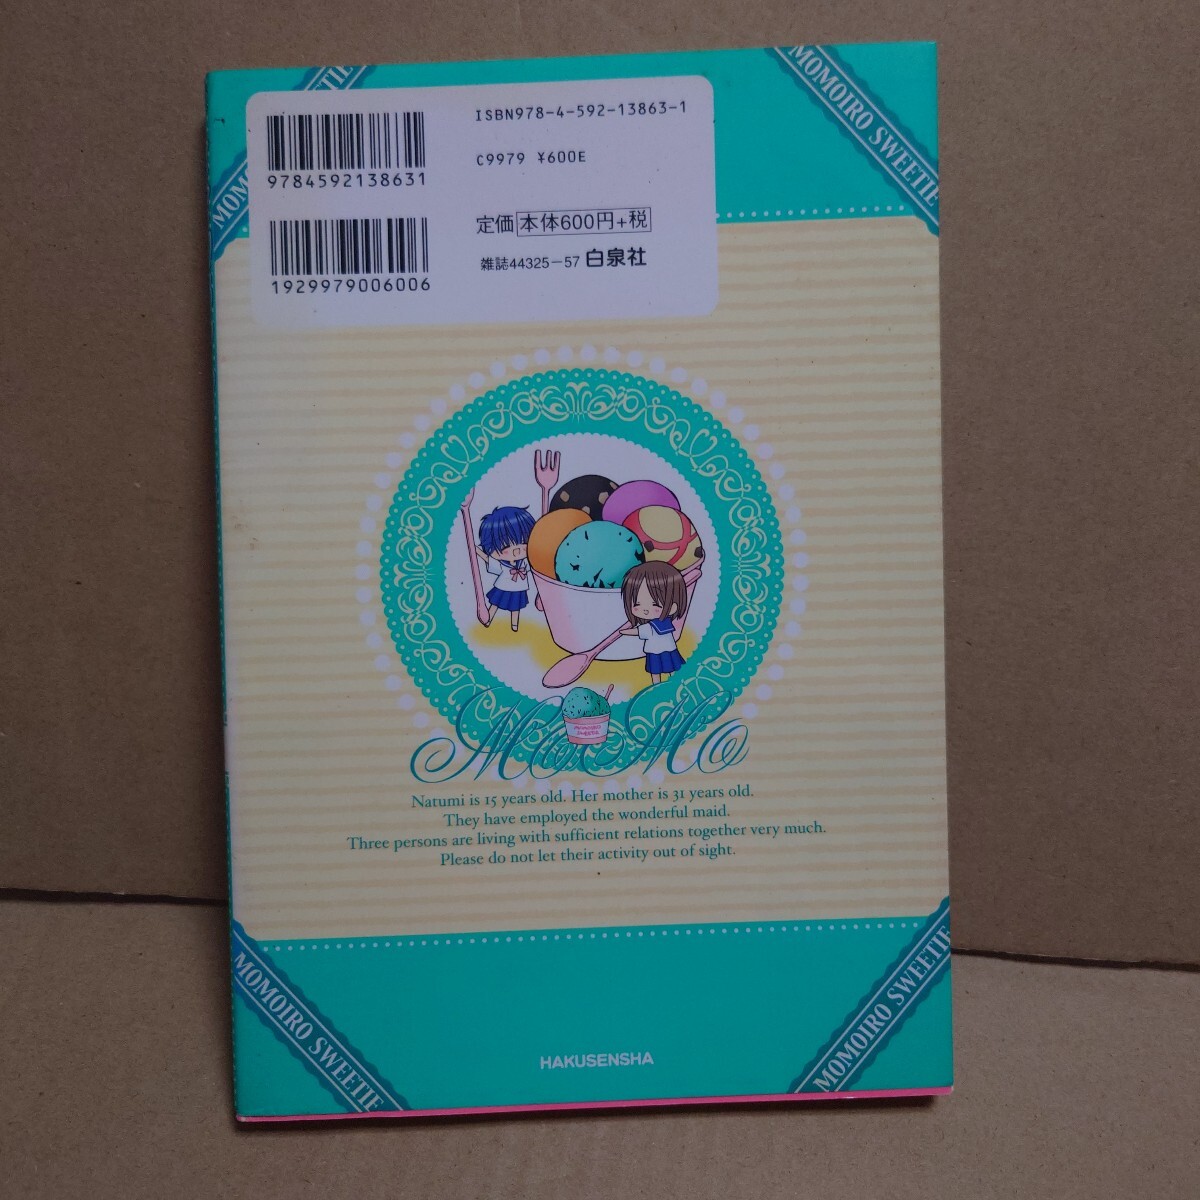 MOMOIRO SWEETIE
ISBN978-4-592-13863-1
9784592138631
C9979 ¥600E
定価 本体600円+税
雑誌44325-57 白泉社
1929979006006
MoMo
MOMOIRO SWEETIE
Natumi is 15 years old. Her mother is 31 years old.
They have employed the wonderful maid.
Three persons are living with sufficient relations together very much.
Please do not let their activity out of sight.
MOMOIRO SWEETIE
MOMOIRO SWEETIE
HAKUSENSHA